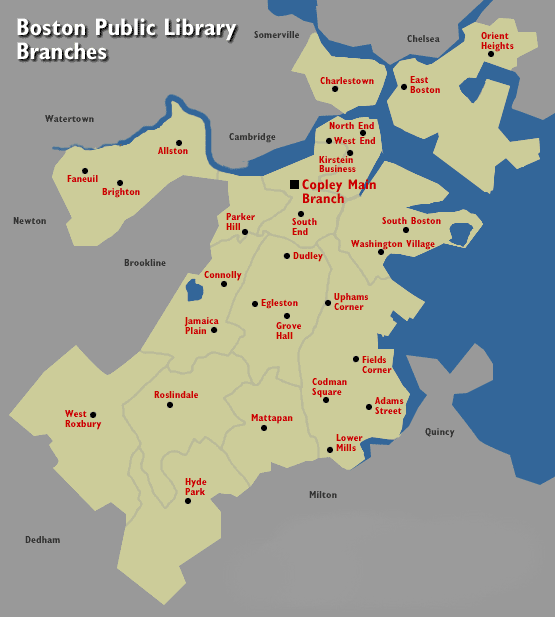 Boston Public Library
Branches
Somerville
Chelsea
Orient
Heights
Charlestown
East
Boston
Watertown
Cambridge
North End
West End
Kirstein
Business
Allston
Faneuil
Brighton
Copley Main
Branch
Newton
Parker
Hill
South
End
South Boston
Washington Village
Brookline
Dudley
Connolly
Egleston
Uphams
Corner
Jamaica
Plain
Grove
Hall
Fields
Corner
Codman
Square
Roslindale
Adams
Street
West
Roxbury
Mattapan
Quincy
Lower
Mills
Hyde
Park
Milton
Dedham